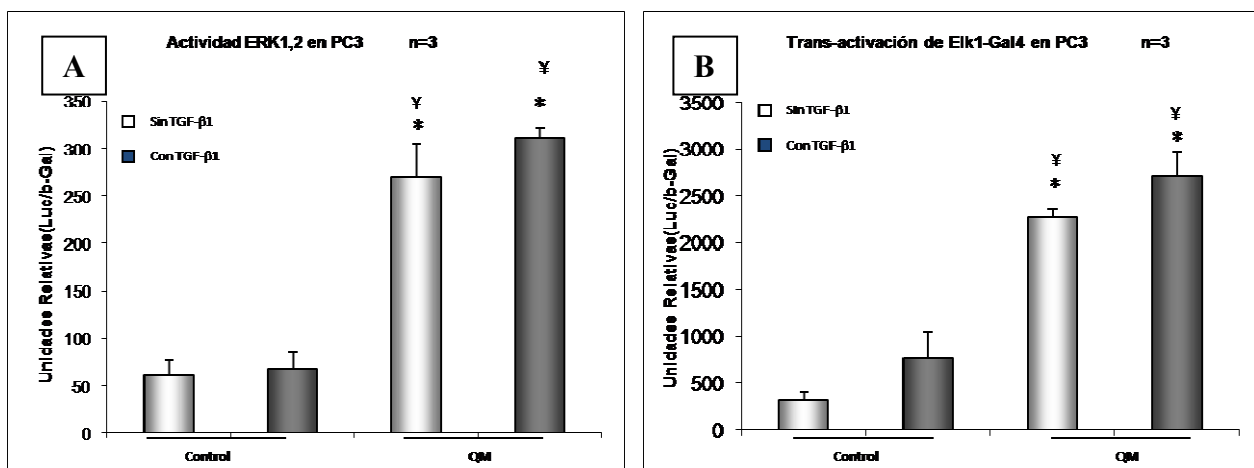 A
Actividad ERK1,2 en PC3 n=3
Unidades Relativas(Luc/b-Gal)
350
300
250
200
150
100
50
0
Sin TGF-β1
Con TGF-β1
¥
*
¥
*
Control
QM
B
Trans-activación de Elk1-Gal4 en PC3 n=3
Unidades Relativas(Luc/b-Gal)
3500
3000
2500
2000
1500
1000
500
0
Sin TGF-β1
Con TGF-β1
¥
*
¥
*
Control
QM